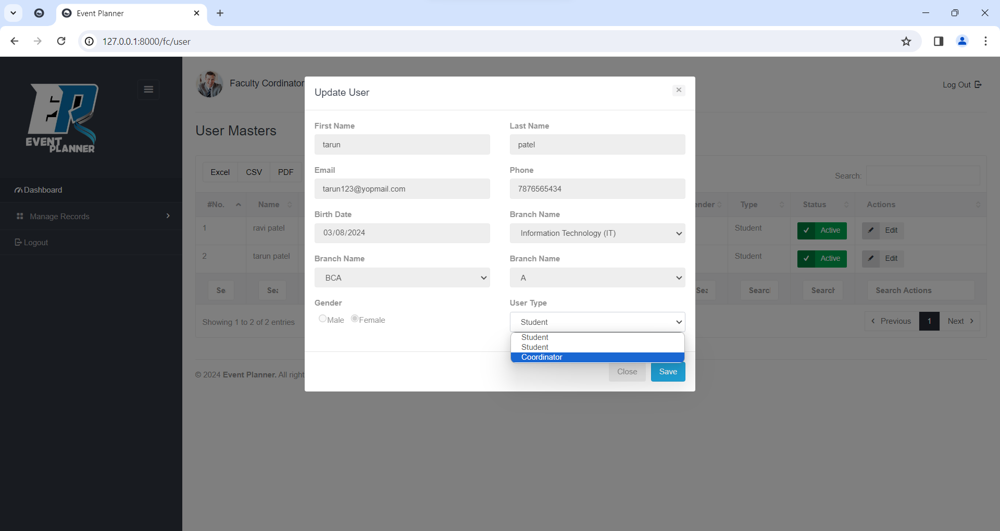 Event Planner
127.0.0.1:8000/fc/user
EVENT
PLANNER
Dashboard
Manage Records
Logout
Faculty Cordinator
Log Out
User Masters
Excel CSV PDF
Search:
#No. Name ender Type Status Actions
1 ravi patel Student Active Edit
2 tarun patel Student Active Edit
Se Sea Sea Search Search Search Actions
Showing 1 to 2 of 2 entries
Previous 1 Next
© 2024 Event Planner. All right
Update User
First Name Last Name
tarun patel
Email Phone
tarun123@yopmail.com 7876565434
Birth Date Branch Name
03/08/2024 Information Technology (IT)
Branch Name Branch Name
BCA A
Gender User Type
Male Female Student
Student
Student
Coordinator
Close Save